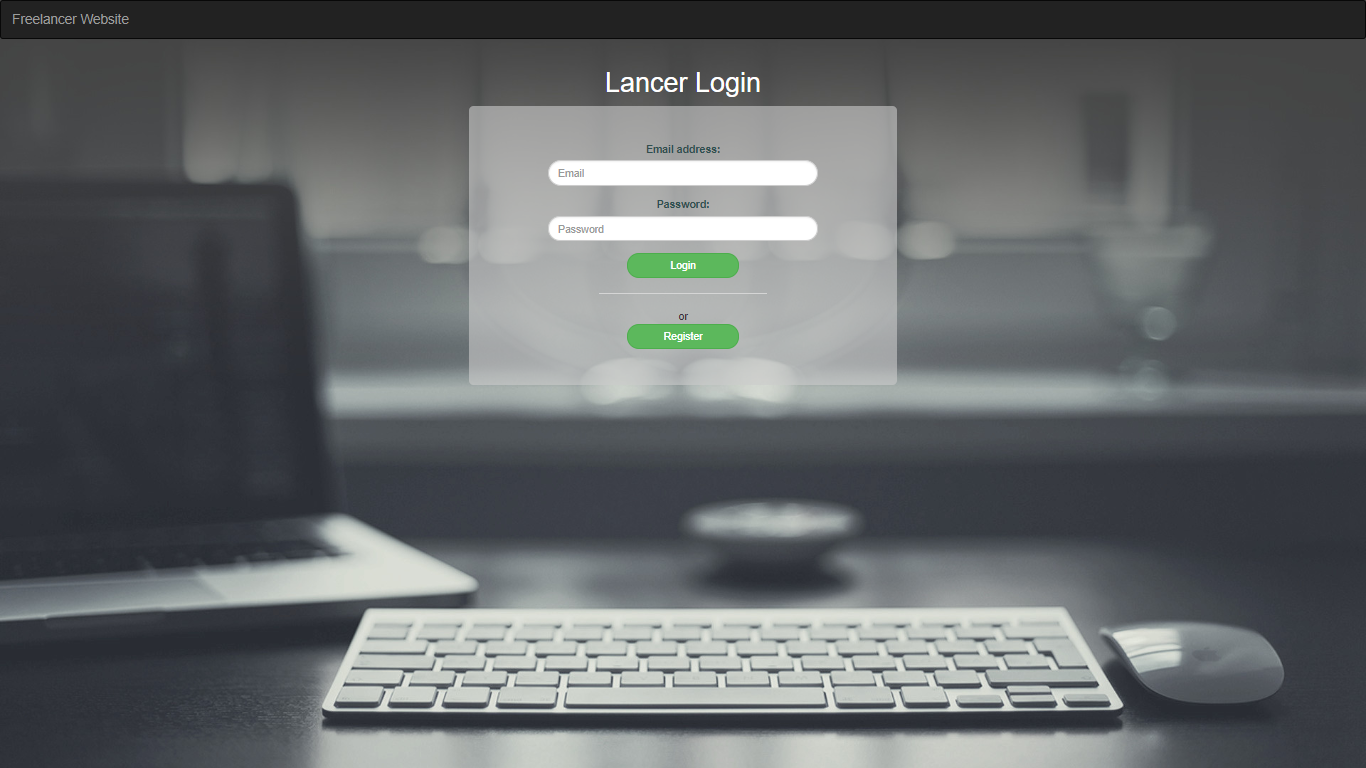 Freelancer Website
Lancer Login
Email address:
Email
Password:
Password
Login
or
Register